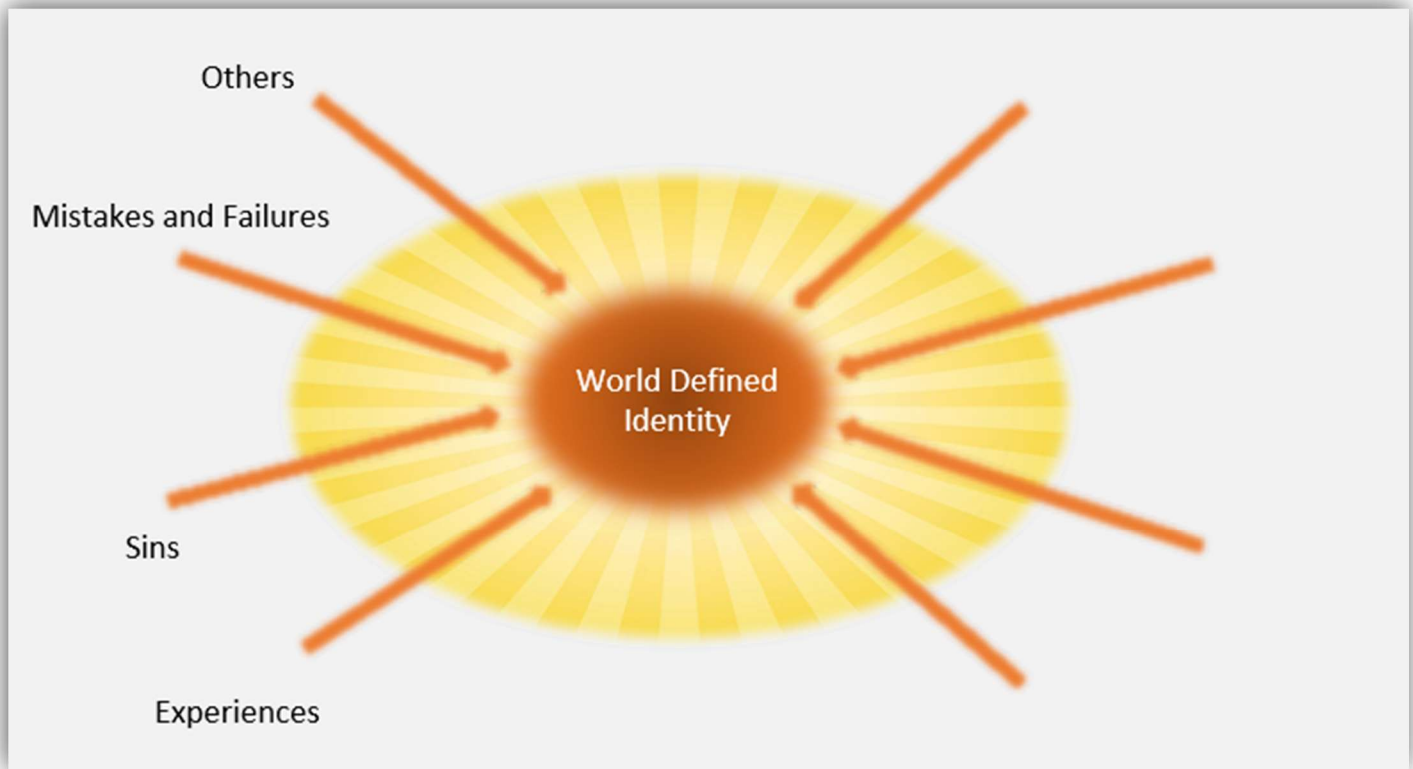 Others
Mistakes and Failures
World Defined
Identity
Sins
Experiences